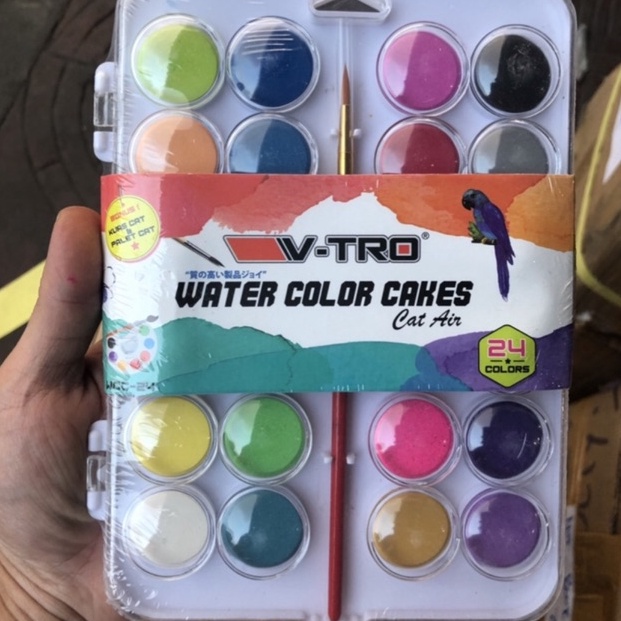 BONUS!
KUAS CAT
&
PALET CAT
V-TRO®
"質の高い製品ジョイ"
WATER COLOR CAKES
Cat Air
24
COLORS